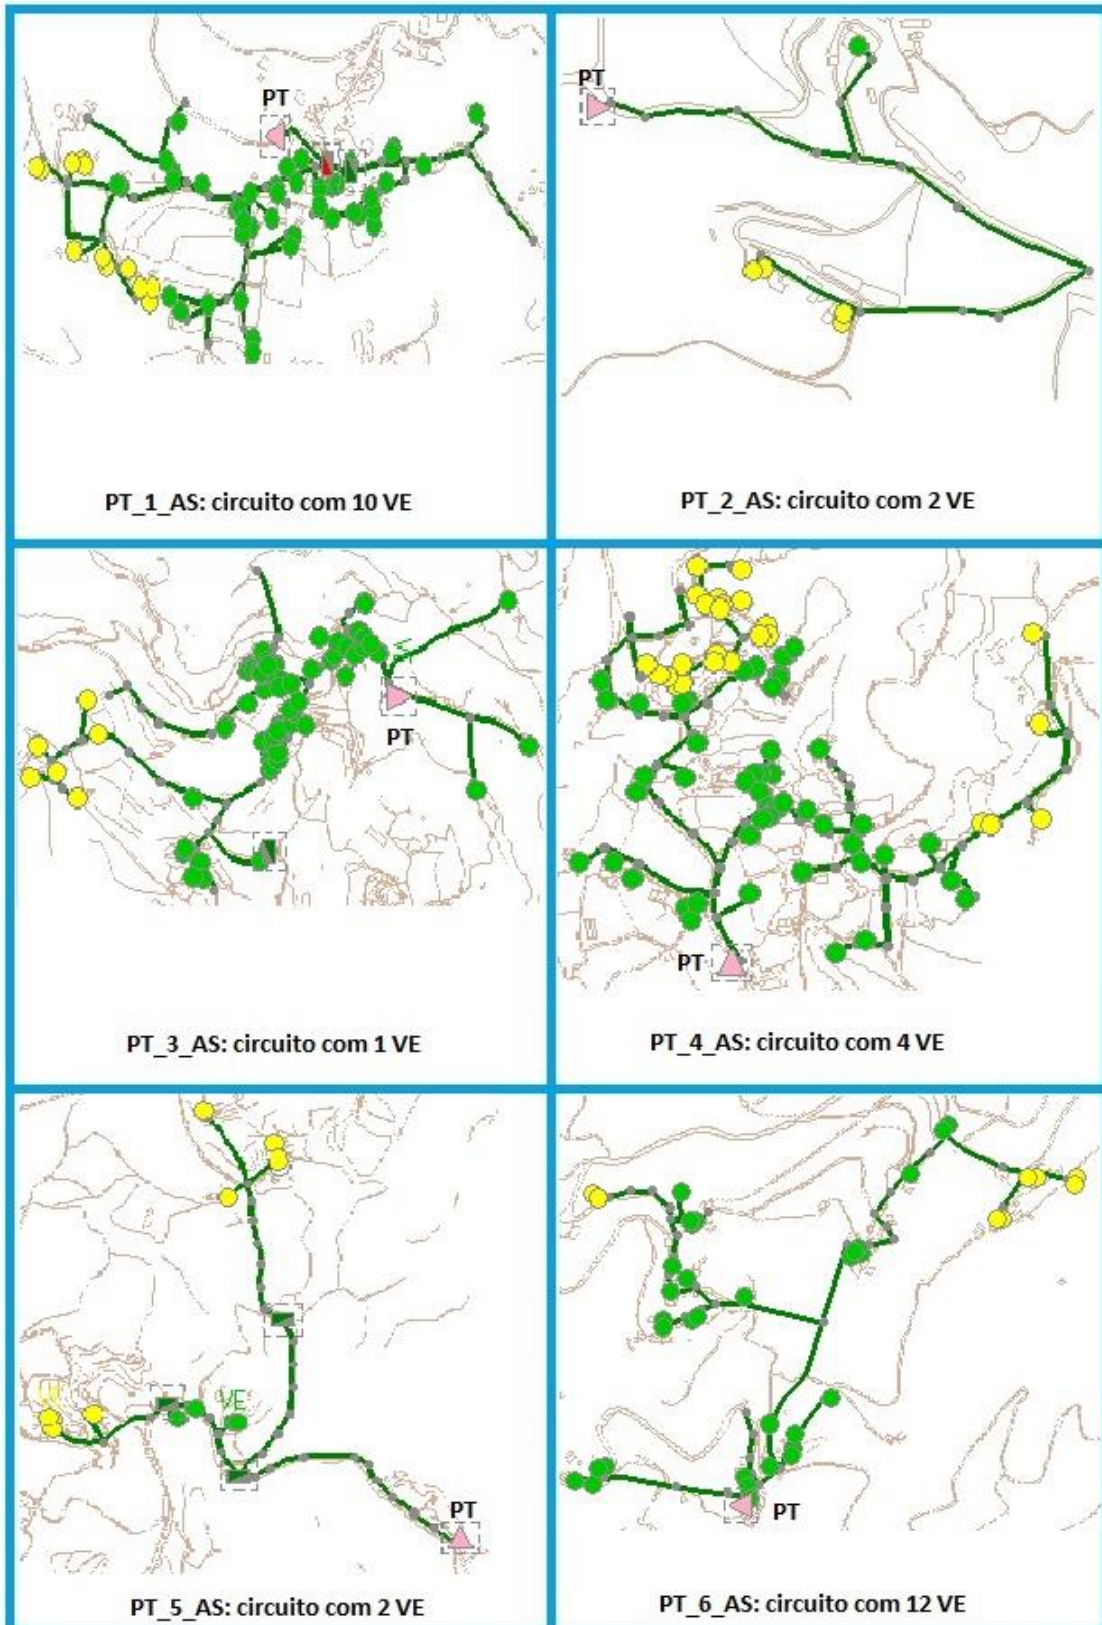 PT
PT_1_AS: circuito com 10 VE
PT
PT_2_AS: circuito com 2 VE
PT
PT_3_AS: circuito com 1 VE
PT
PT_4_AS: circuito com 4 VE
VE
PT
PT_5_AS: circuito com 2 VE
PT
PT_6_AS: circuito com 12 VE